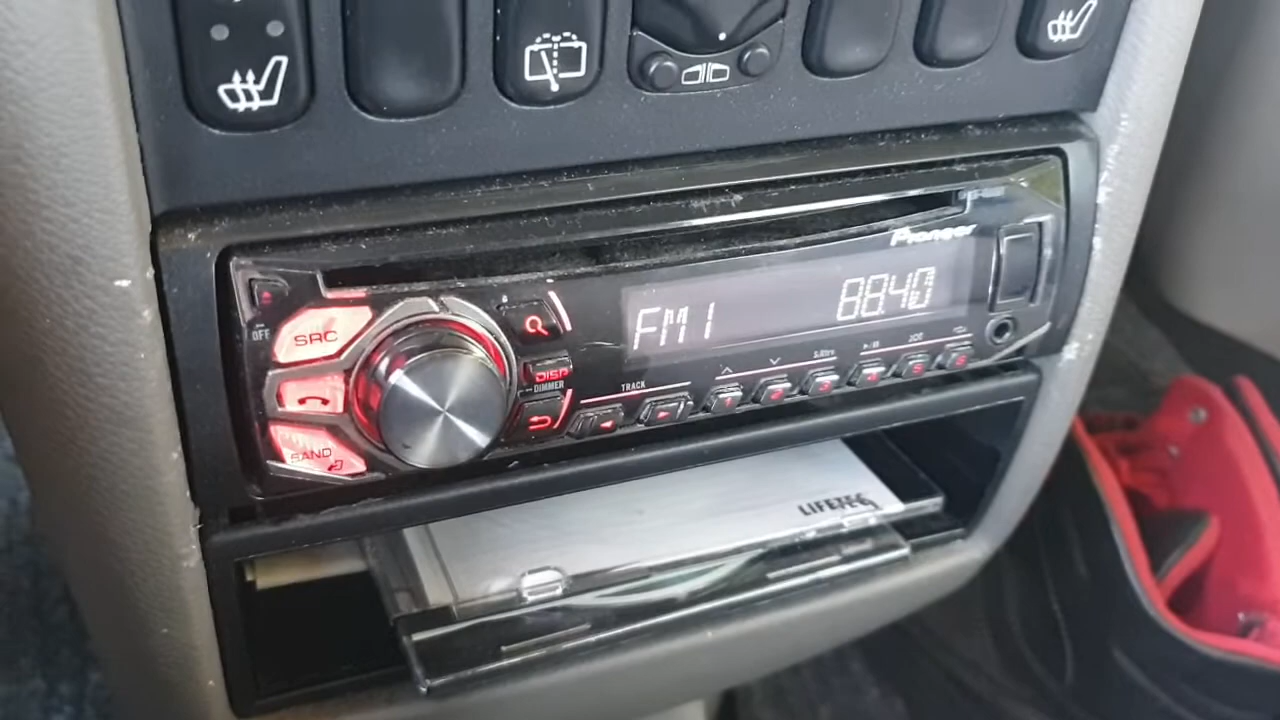 Pioneer
OFF
SRC
FM1
88.40
DISP
DIMMER
TRACK
BAND
LIFETEC